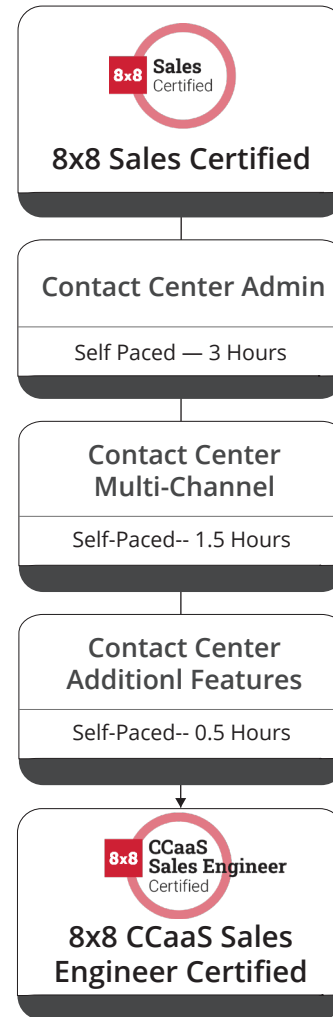 8x8 Sales
Certified
8x8 Sales Certified
Contact Center Admin
Self Paced — 3 Hours
Contact Center
Multi-Channel
Self-Paced-- 1.5 Hours
Contact Center
Additionl Features
Self-Paced-- 0.5 Hours
8x8 CCaaS
Sales Engineer
Certified
8x8 CCaaS Sales
Engineer Certified